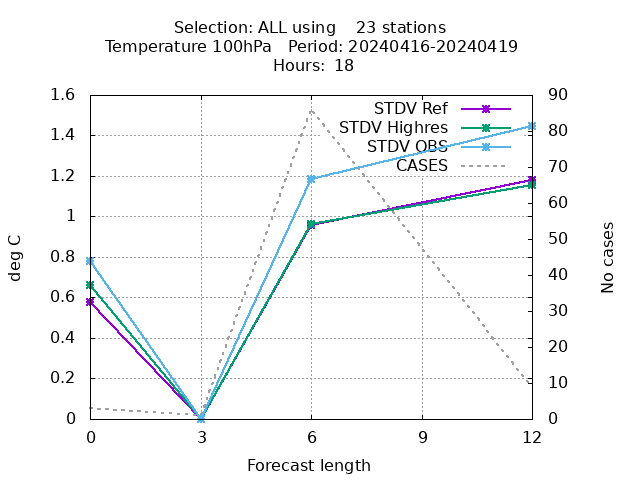 Selection: ALL using 23 stations
Temperature 100hPa Period: 20240416-20240419
Hours: 18
STDV Ref
STDV Highres
STDV OBS
CASES
deg C
1.6
1.4
1.2
1
0.8
0.6
0.4
0.2
0
90
80
70
60
50
40
30
20
10
0
No cases
0 3 6 9 12
Forecast length